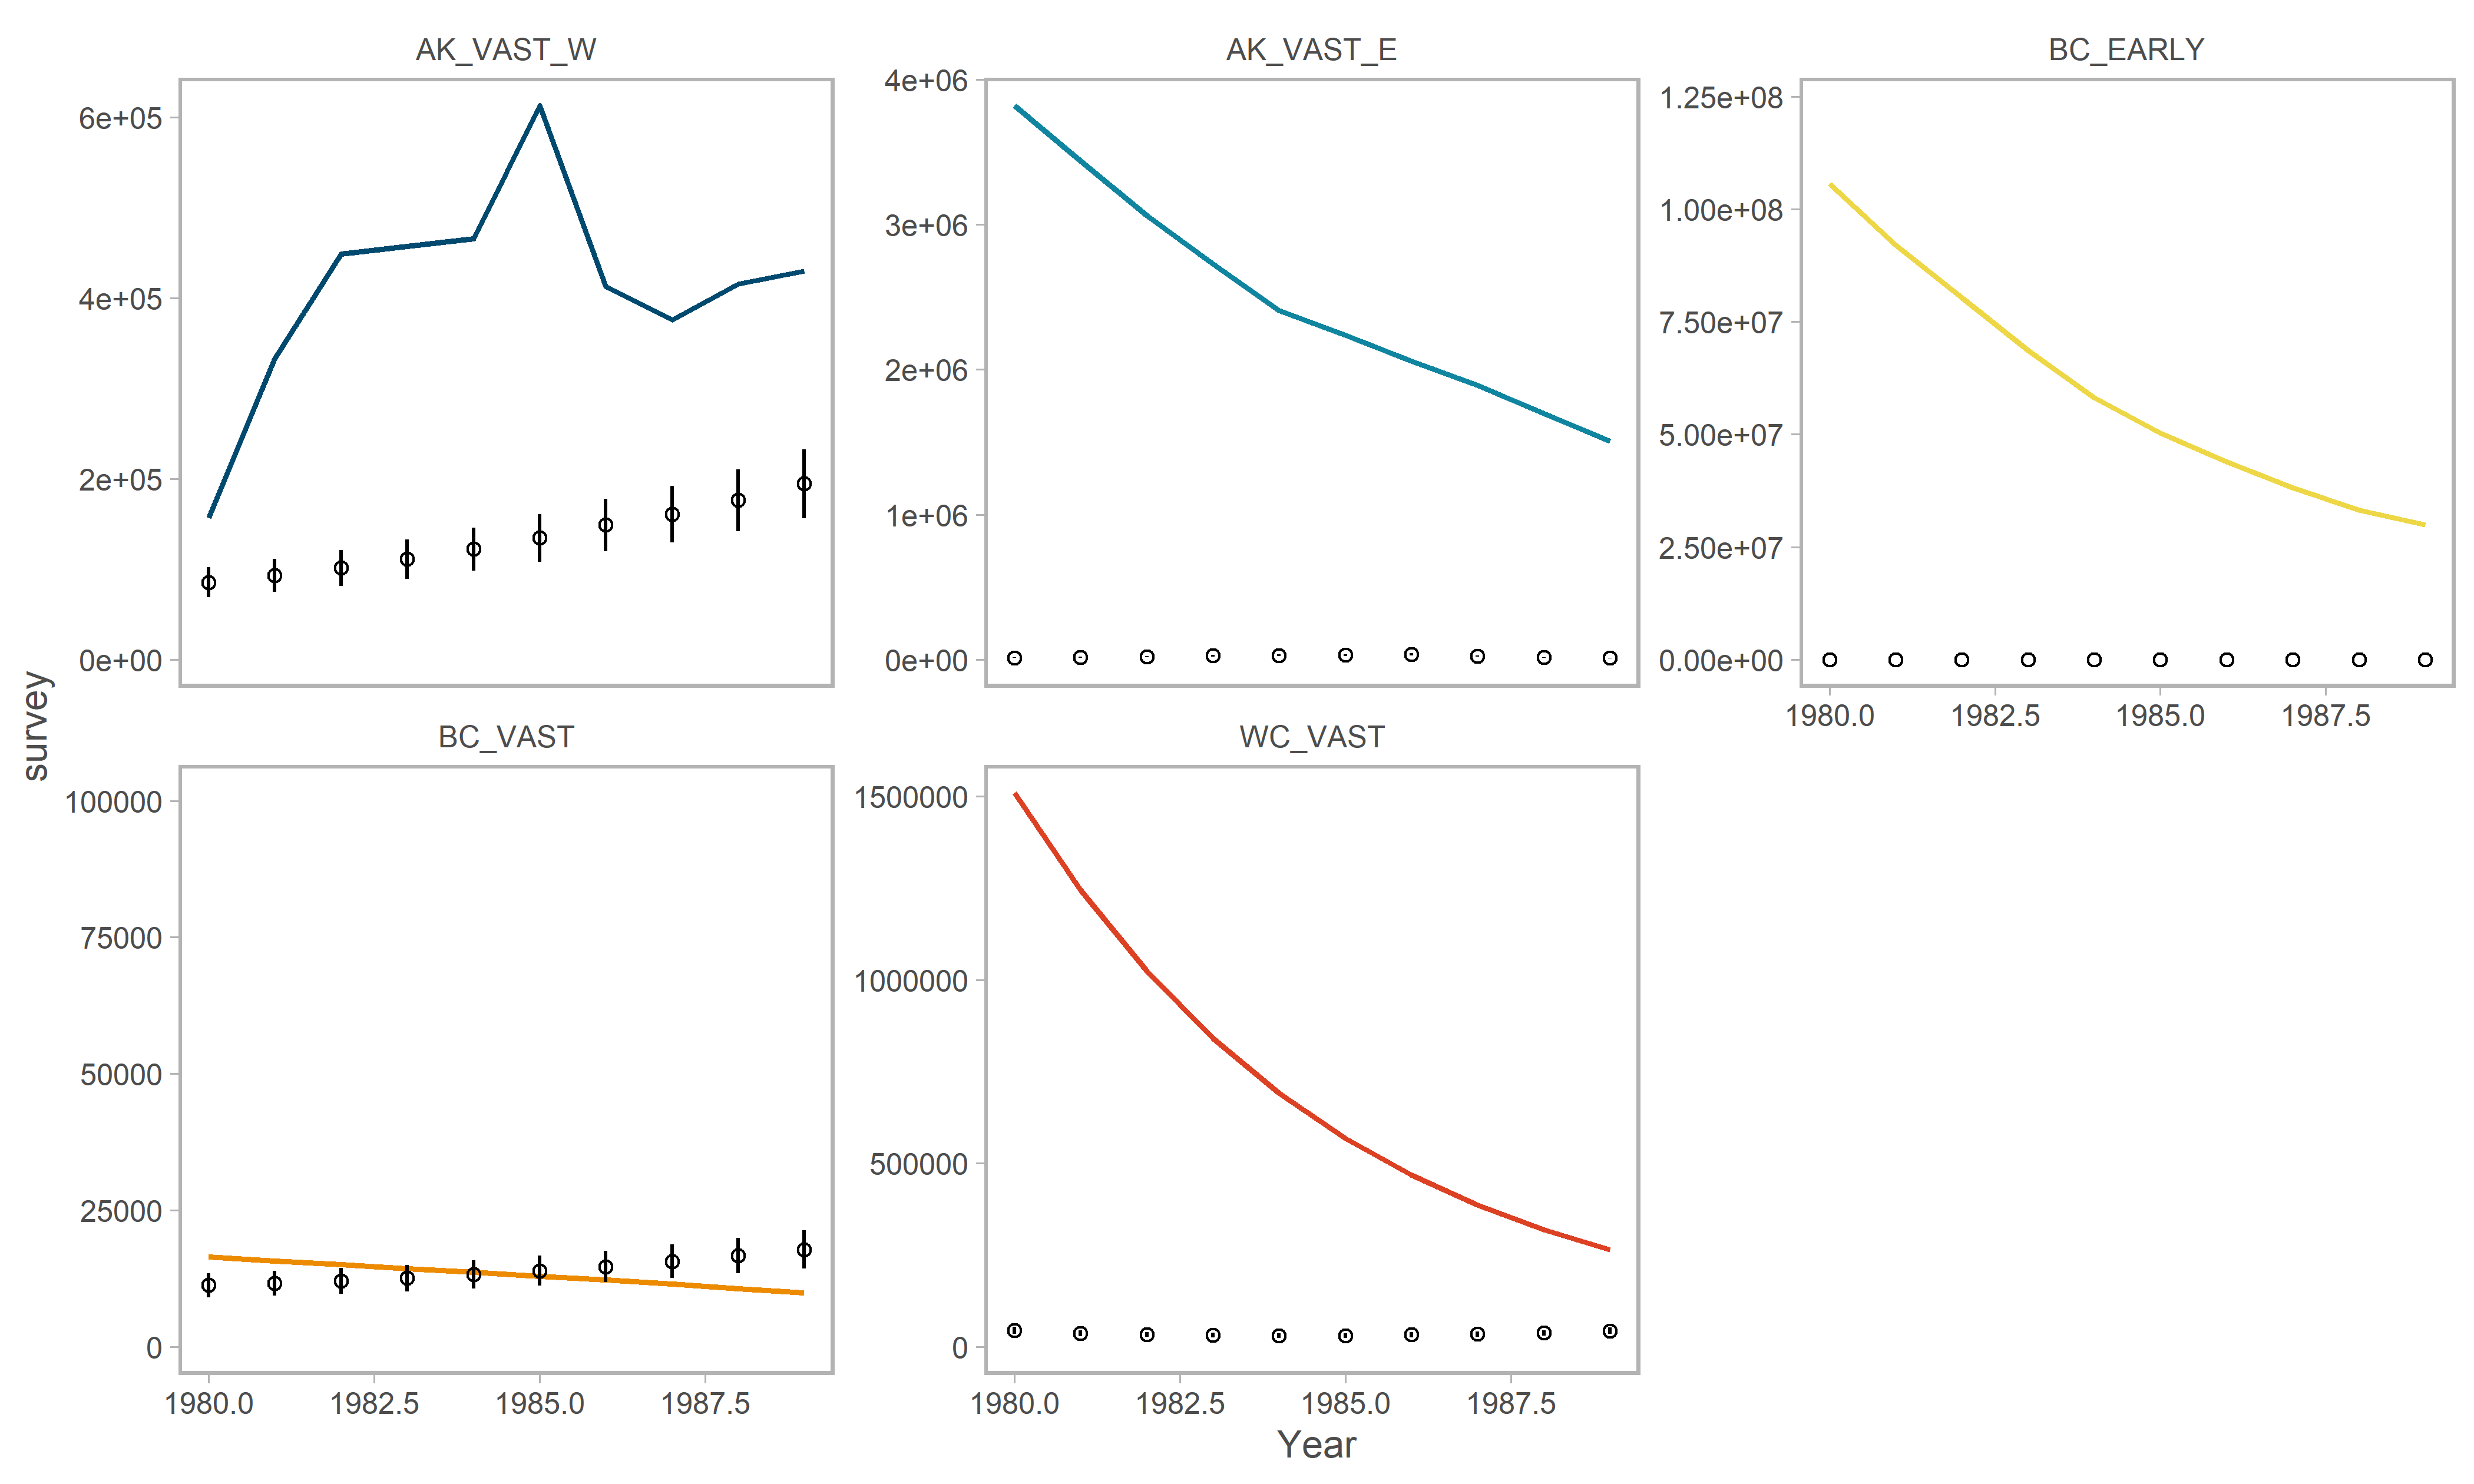 AK_VAST_W
AK_VAST_E
BC_EARLY
6e+05
4e+05
2e+05
0e+00
4e+06
3e+06
2e+06
1e+06
0e+00
1.25e+08
1.00e+08
7.50e+07
5.00e+07
2.50e+07
0.00e+00
1980.0 1982.5 1985.0 1987.5
survey
BC_VAST
WC_VAST
100000
75000
50000
25000
0
1500000
1000000
500000
0
1980.0 1982.5 1985.0 1987.5
1980.0 1982.5 1985.0 1987.5
Year